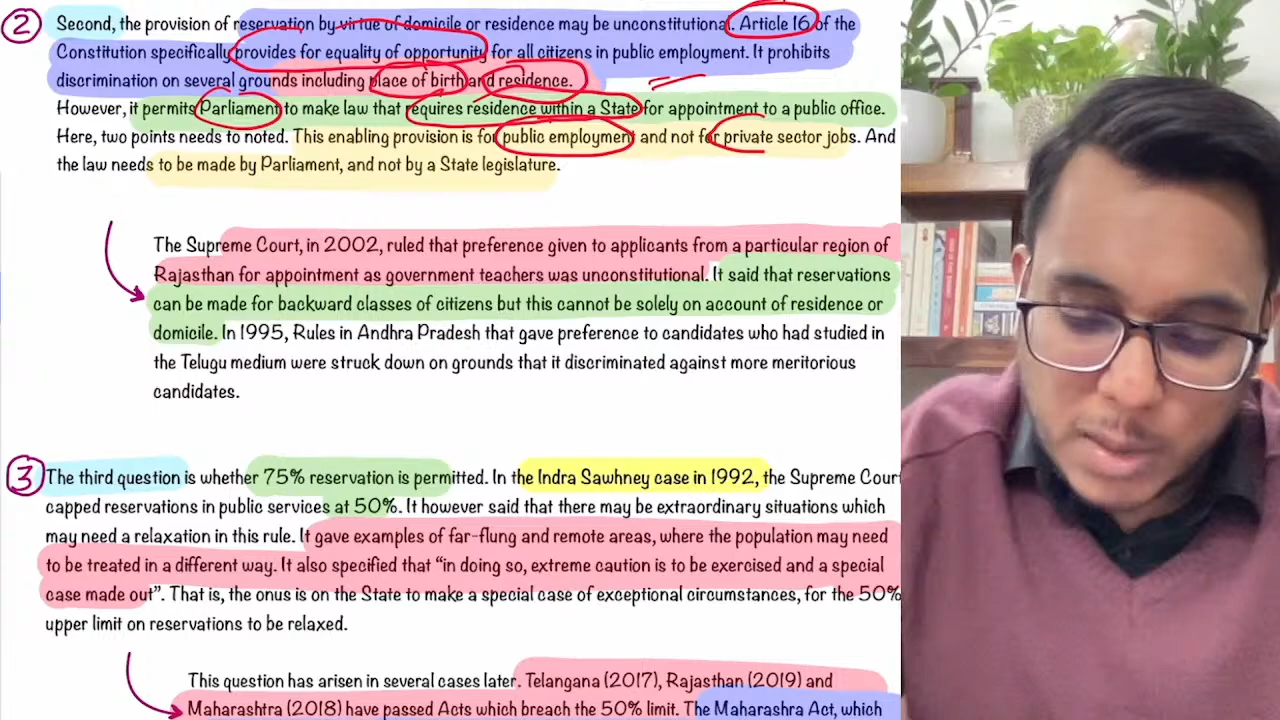 2 Second, the provision of reservation by virtue of domicile or residence may be unconstitutional. Article 16 of the
Constitution specifically provides for equality of opportunity for all citizens in public employment. It prohibits
discrimination on several grounds including place of birth and residence.
However, it permits Parliament to make law that requires residence within a State for appointment to a public office.
Here, two points needs to noted. This enabling provision is for public employment and not for private sector jobs. And
the law needs to be made by Parliament, and not by a State legislature.
The Supreme Court, in 2002, ruled that preference given to applicants from a particular region of
Rajasthan for appointment as government teachers was unconstitutional. It said that reservations
can be made for backward classes of citizens but this cannot be solely on account of residence or
domicile. In 1995, Rules in Andhra Pradesh that gave preference to candidates who had studied in
the Telugu medium were struck down on grounds that it discriminated against more meritorious
candidates.
3 The third question is whether 75% reservation is permitted. In the Indra Sawhney case in 1992, the Supreme Cour
capped reservations in public services at 50%. It however said that there may be extraordinary situations which
may need a relaxation in this rule. It gave examples of far-flung and remote areas, where the population may need
to be treated in a different way. It also specified that “in doing so, extreme caution is to be exercised and a special
case made out”. That is, the onus is on the State to make a special case of exceptional circumstances, for the 50%
upper limit on reservations to be relaxed.
This question has arisen in several cases later. Telangana (2017), Rajasthan (2019) and
Maharashtra (2018) have passed Acts which breach the 50% limit. The Maharashra Act, which